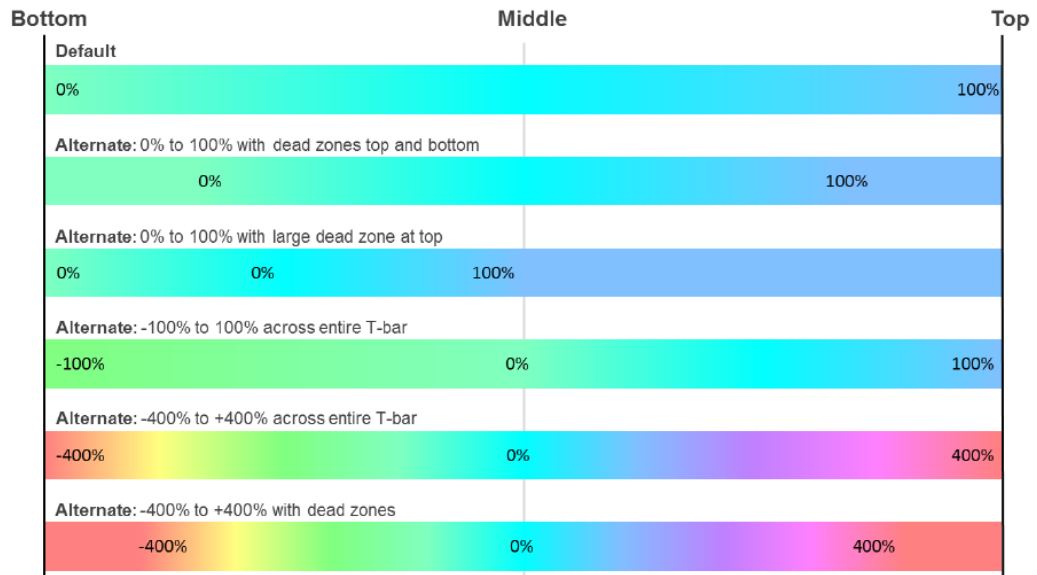 Bottom Middle Top
Default
0% 100%
Alternate: 0% to 100% with dead zones top and bottom
0% 100%
Alternate: 0% to 100% with large dead zone at top
0% 0% 100%
Alternate: -100% to 100% across entire T-bar
-100% 0% 100%
Alternate: -400% to +400% across entire T-bar
-400% 0% 400%
Alternate: -400% to +400% with dead zones
-400% 0% 400%